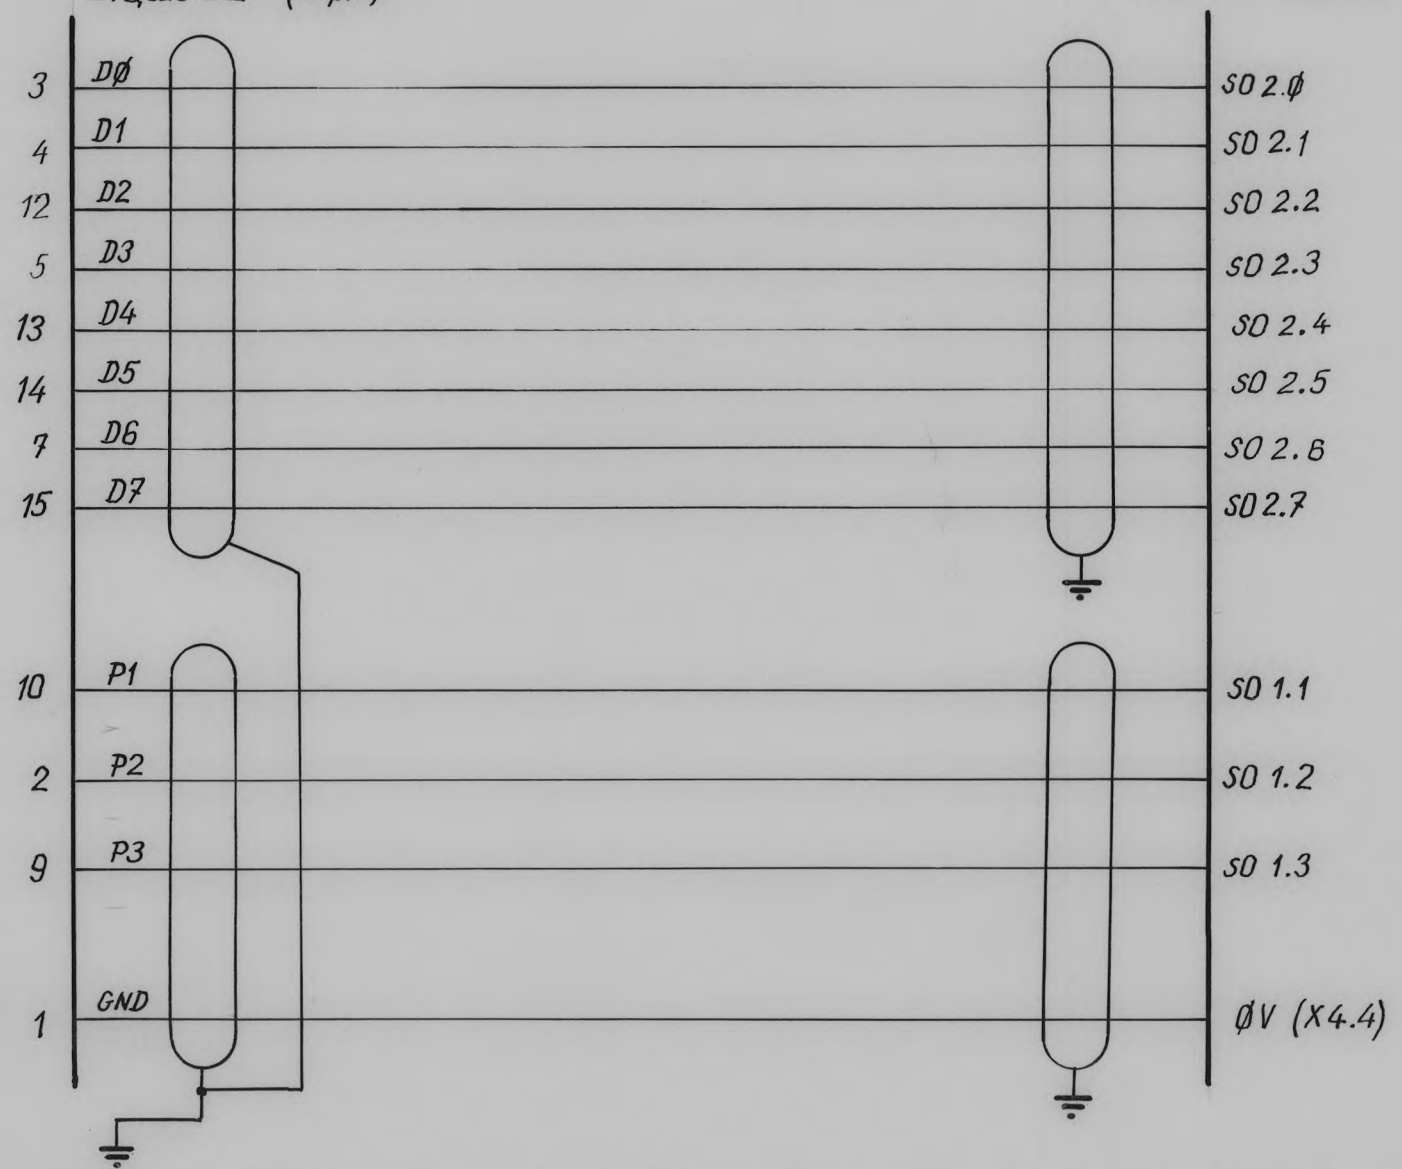 3 DØ SO 2.Ø
4 D1 SO 2.1
12 D2 SO 2.2
5 D3 SO 2.3
13 D4 SO 2.4
14 D5 SO 2.5
7 D6 SO 2.6
15 D7 SO 2.7
10 P1 SO 1.1
2 P2 SO 1.2
9 P3 SO 1.3
1 GND ØV (X4.4)